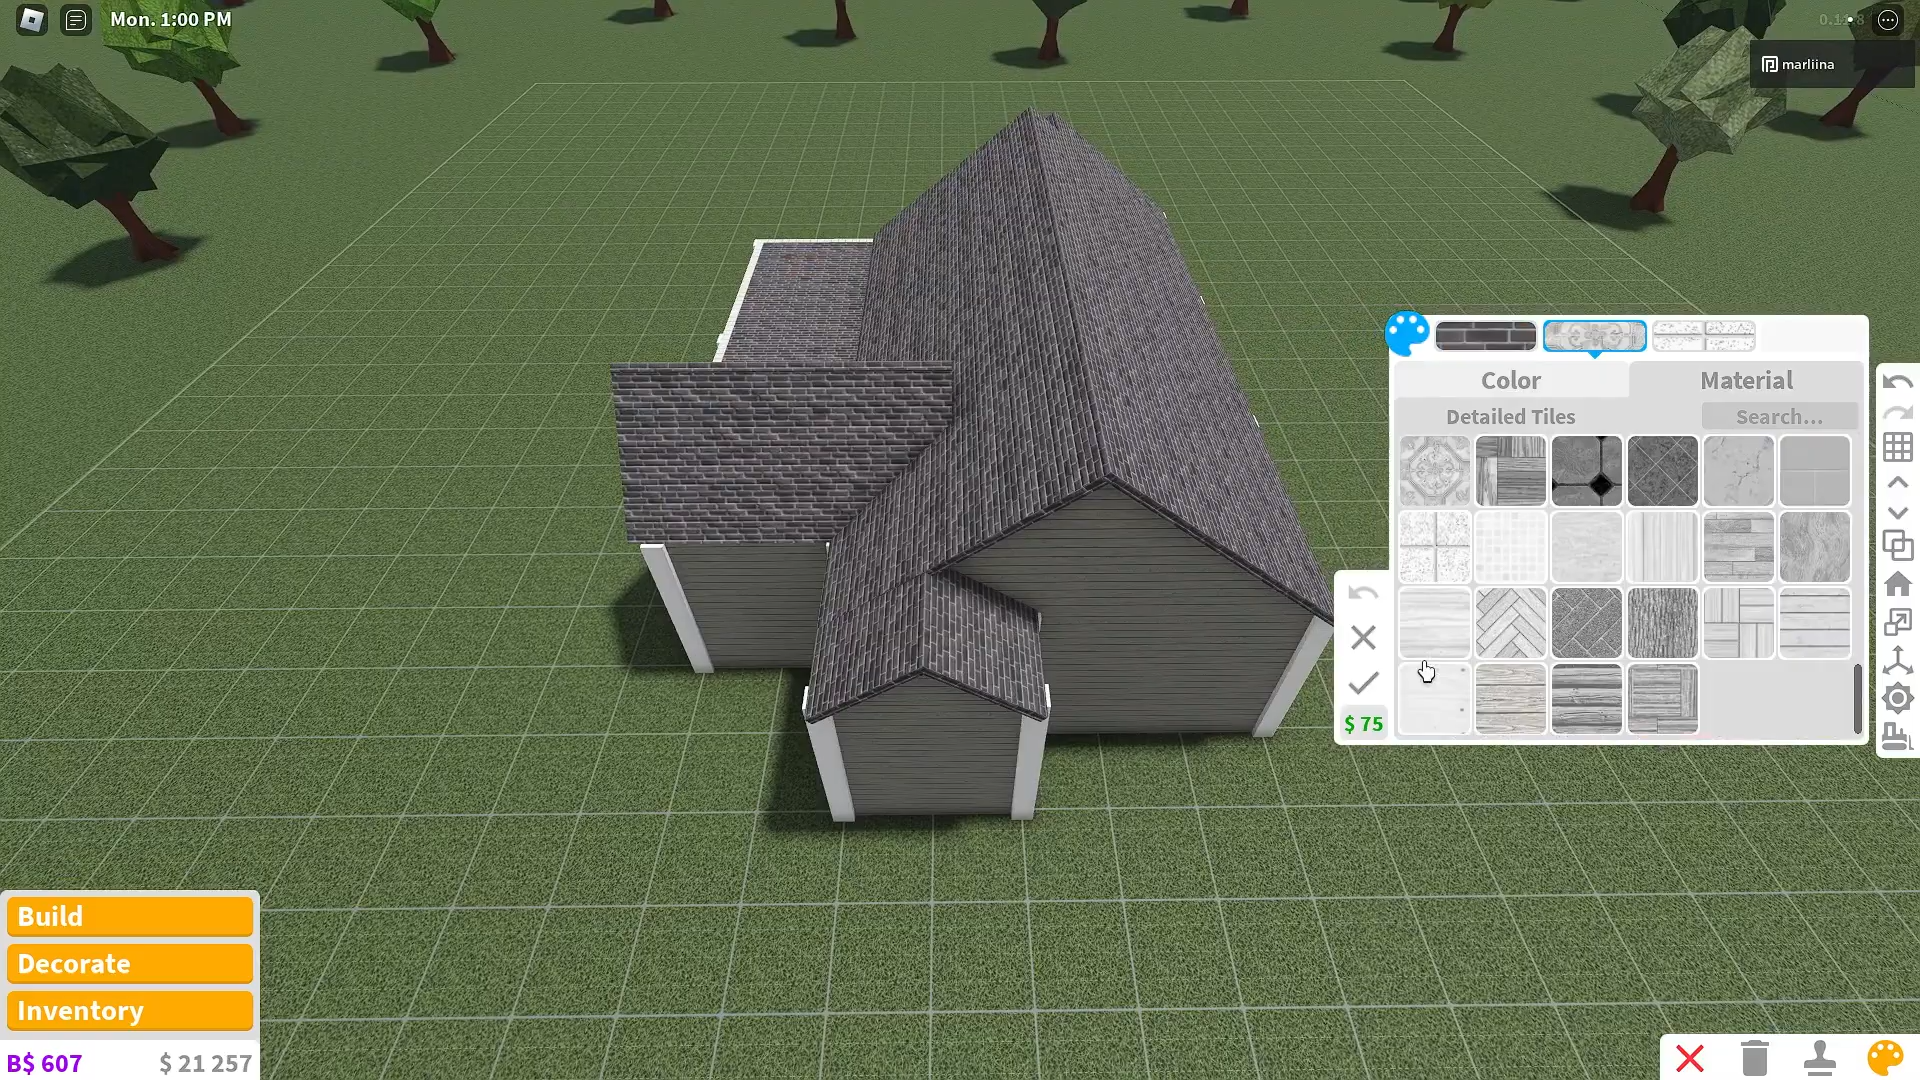 Mon. 1:00 PM
marliina
Color
Material
Detailed Tiles
Search...
$ 75
Build
Decorate
Inventory
B$ 607
$ 21 257